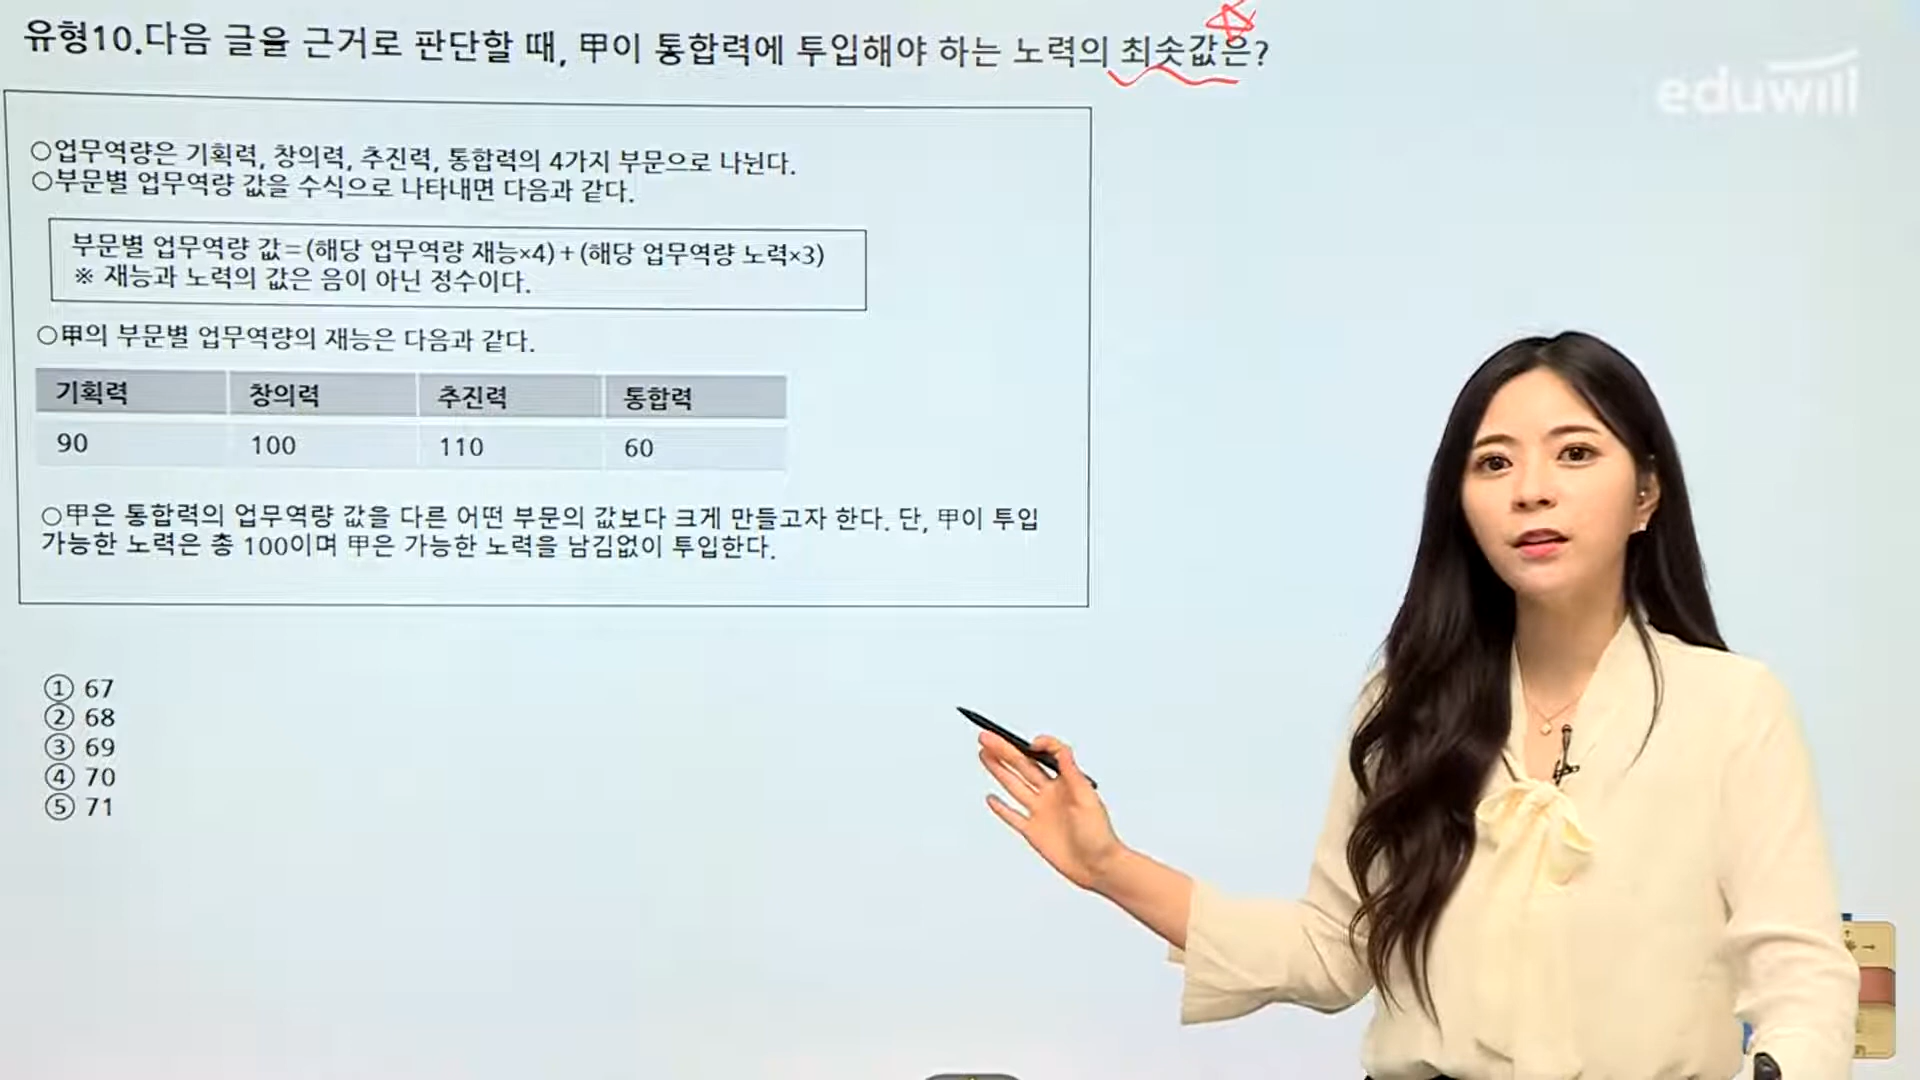 유형10.다음 글을 근거로 판단할 때, 甲이 통합력에 투입해야 하는 노력의 최솟값은?
eduwill
○업무역량은 기획력, 창의력, 추진력, 통합력의 4가지 부문으로 나뉜다.
○부문별 업무역량 값을 수식으로 나타내면 다음과 같다.
부문별 업무역량 값=(해당 업무역량 재능×4)+(해당 업무역량 노력×3)
※ 재능과 노력의 값은 음이 아닌 정수이다.
○甲의 부문별 업무역량의 재능은 다음과 같다.
기획력 창의력 추진력 통합력
90 100 110 60
○甲은 통합력의 업무역량 값을 다른 어떤 부문의 값보다 크게 만들고자 한다. 단, 甲이 투입
가능한 노력은 총 100이며 甲은 가능한 노력을 남김없이 투입한다.
① 67
② 68
③ 69
④ 70
⑤ 71